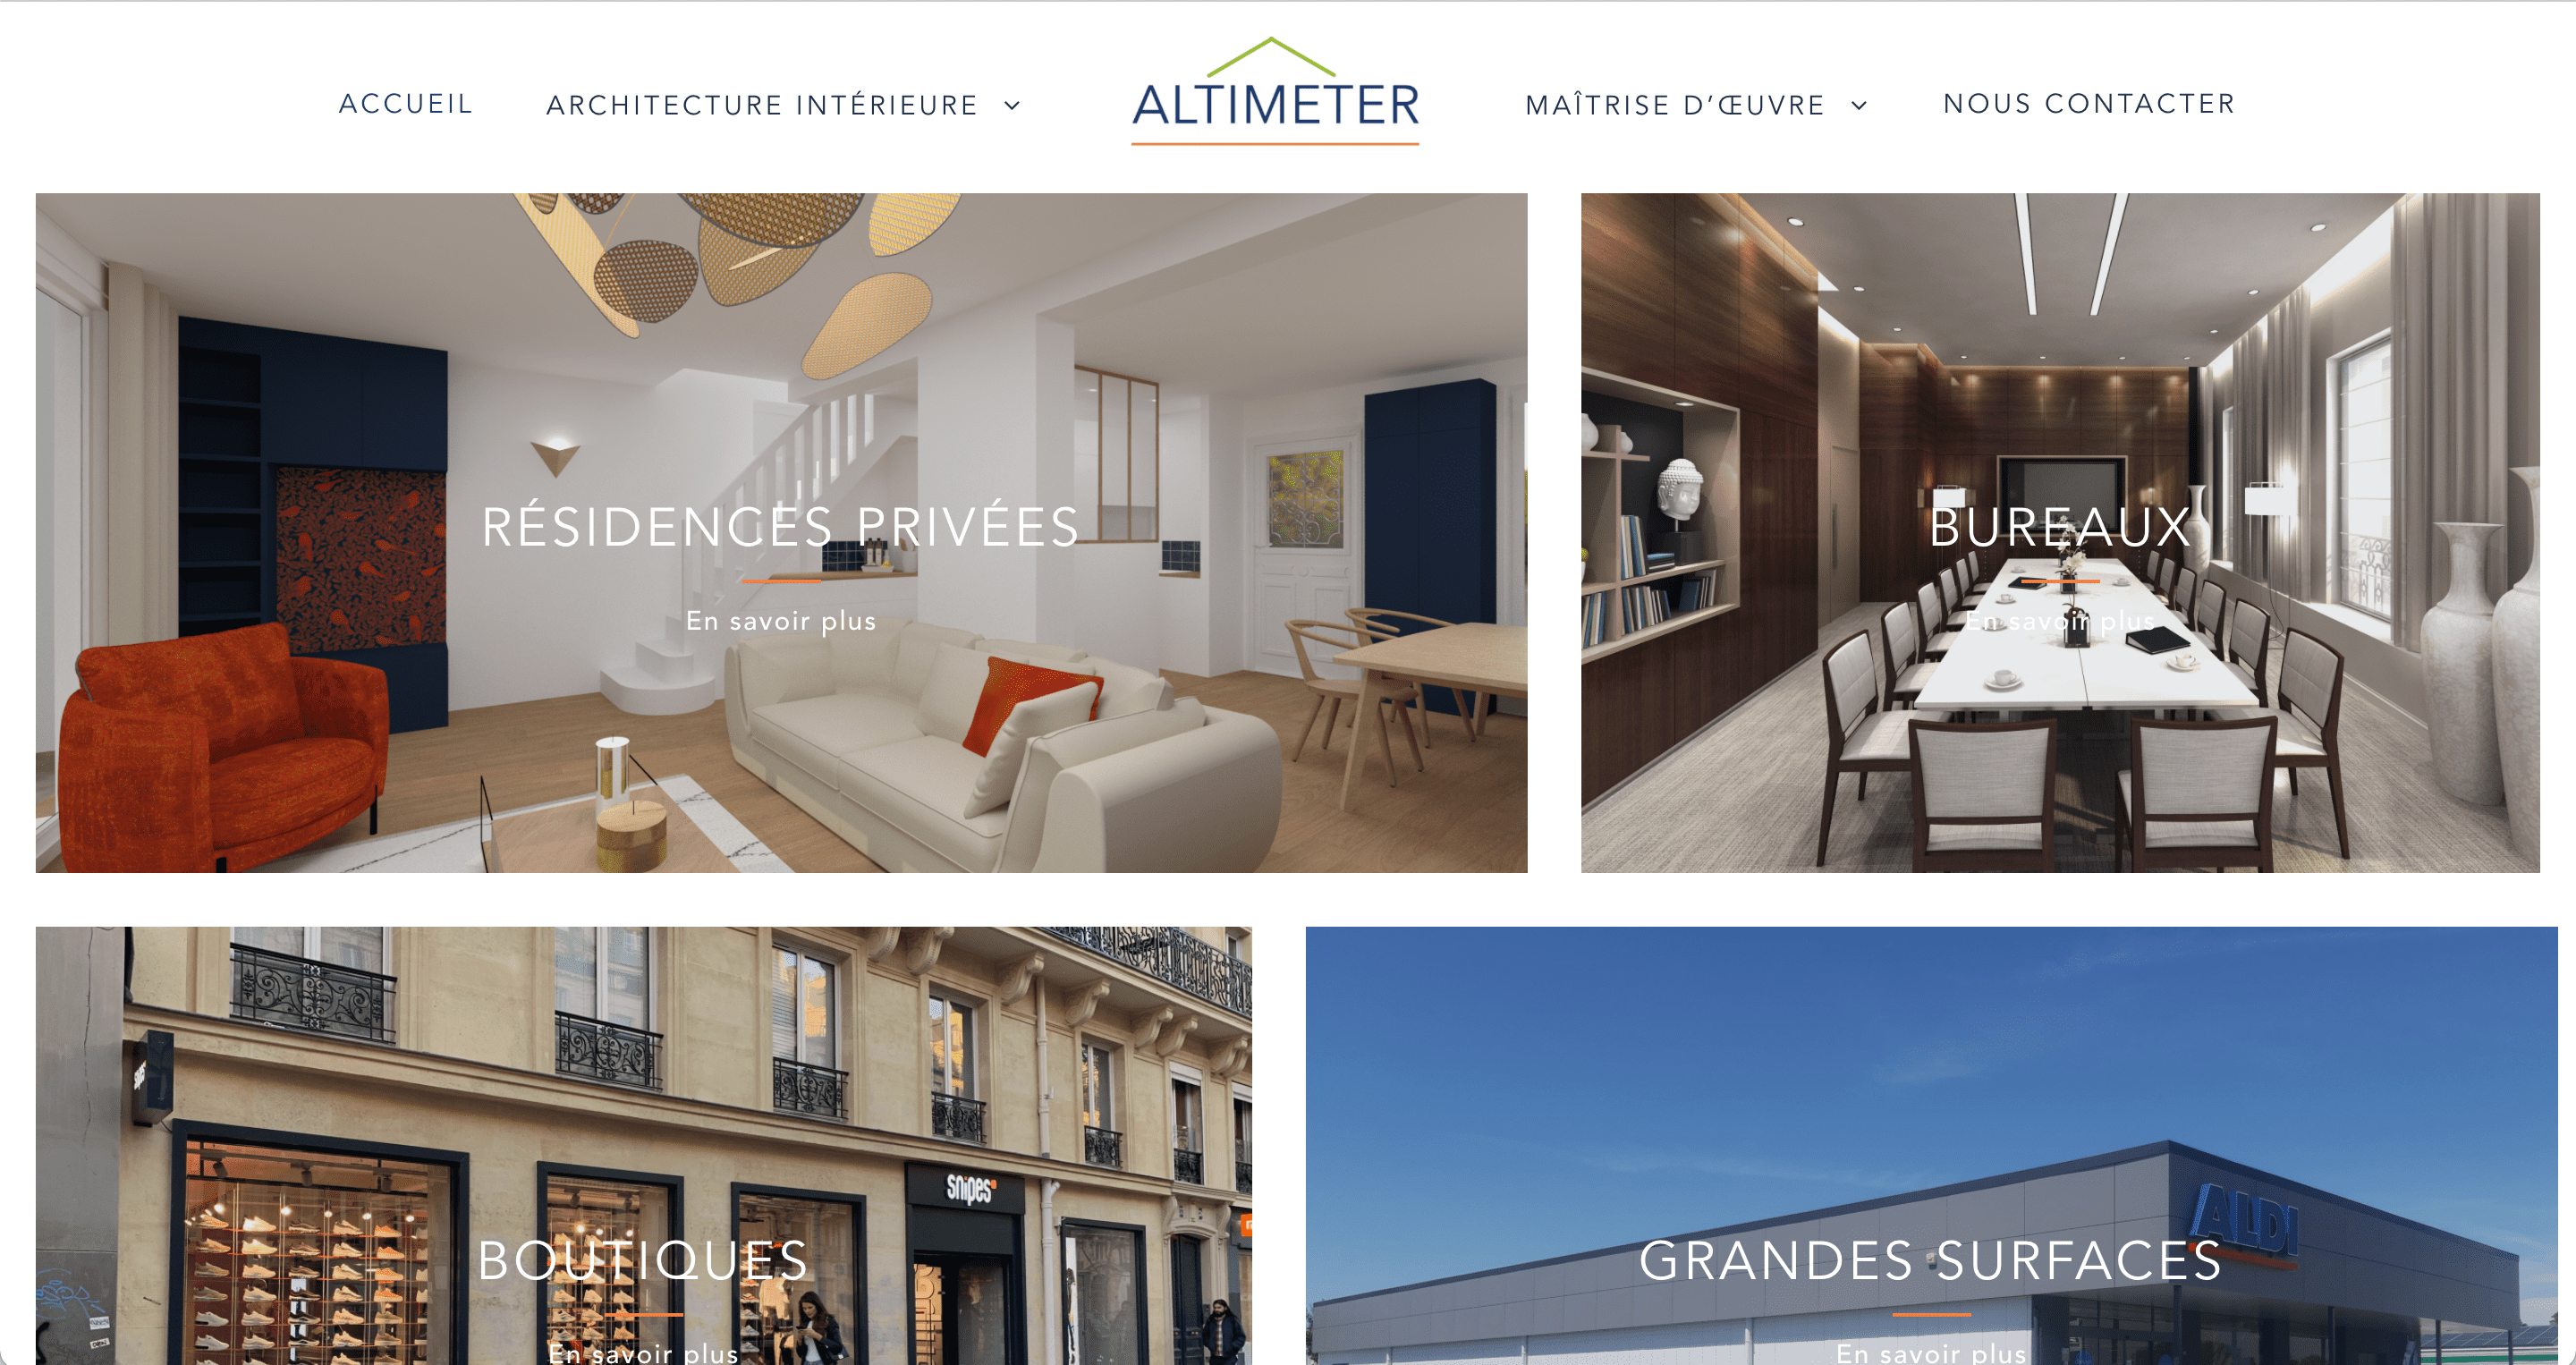 ACCUEIL
ARCHITECTURE INTÉRIEURE
ALTIMETER
MAÎTRISE D’ŒUVRE
NOUS CONTACTER
RÉSIDENCES PRIVÉES
En savoir plus
BUREAUX
En savoir plus
snipes
snipes
BOUTIQUES
En savoir plus
ALDI
GRANDES SURFACES
En savoir plus